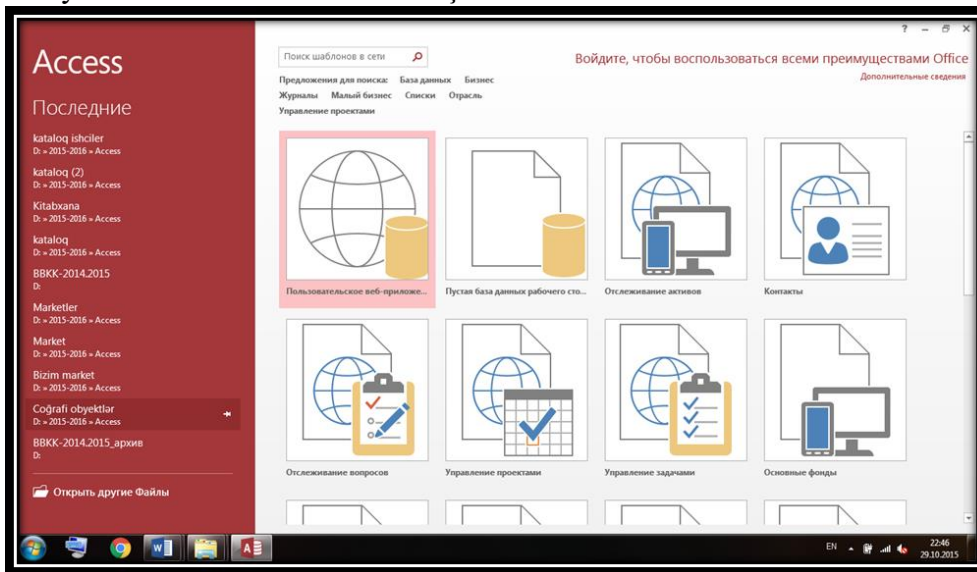 Access
Последние
kataloq ishciler
D: » 2015-2016 » Access
kataloq (2)
D: » 2015-2016 » Access
Kitabxana
D: » 2015-2016 » Access
kataloq
D: » 2015-2016 » Access
BBKK-2014.2015
D:
Marketler
D: » 2015-2016 » Access
Market
D: » 2015-2016 » Access
Bizim market
D: » 2015-2016 » Access
Coğrafi obyektlər
D: » 2015-2016 » Access
BBKK-2014.2015_архив
D:
Открыть другие Файлы
Поиск шаблонов в сети
Войдите, чтобы воспользоваться всеми преимуществами Office
Дополнительные сведения
Предложения для поиска: База данных Бизнес
Журналы Малый бизнес Списки Отрасль
Управление проектами
Пользовательское веб-приложе...
Пустая база данных рабочего сто...
Отслеживание активов
Контакты
Отслеживание вопросов
Управление проектами
Управление задачами
Основные фонды
EN
22:46
29.10.2015